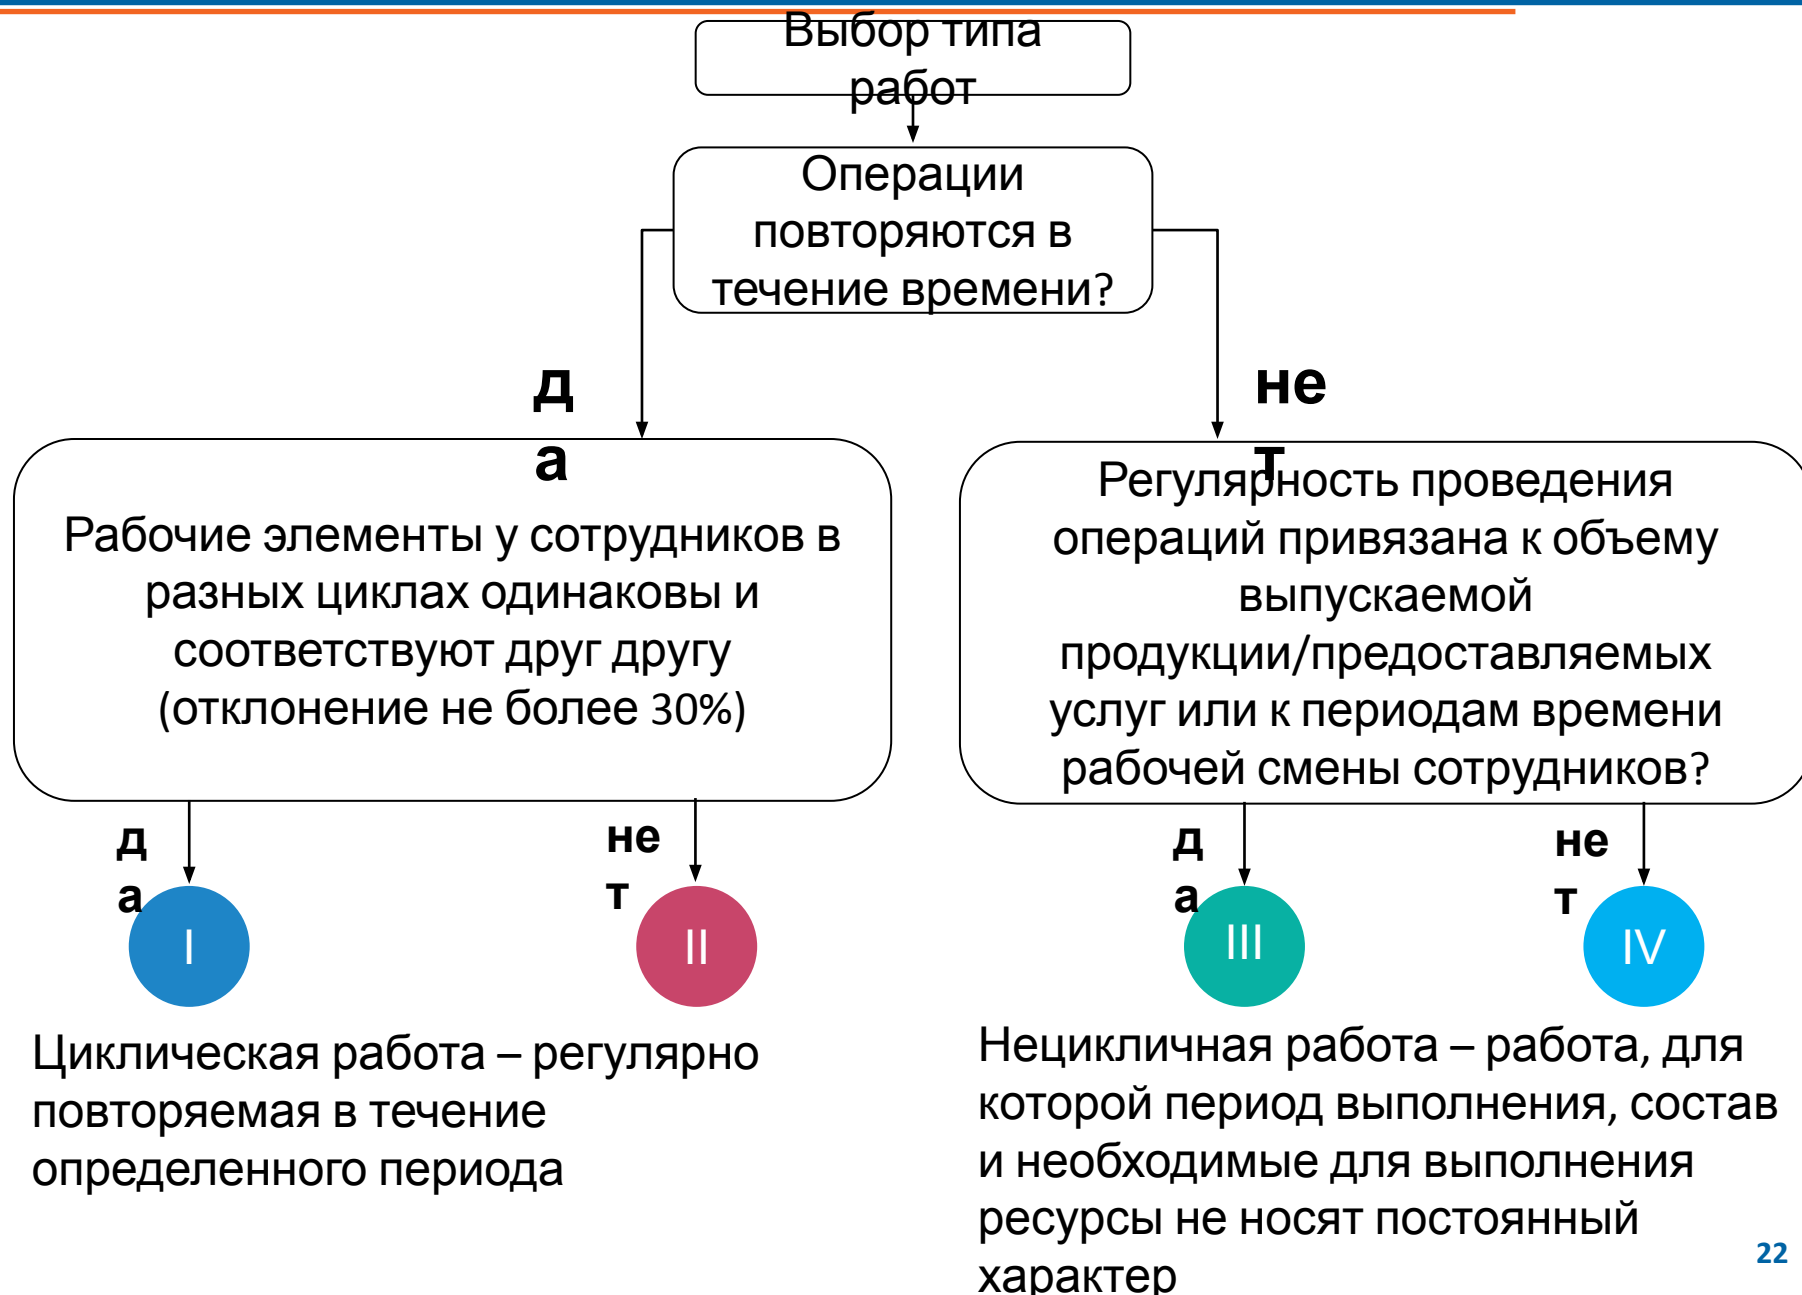 Выбор типа
работ
Операции
повторяются в
течение времени?
д
а
не
т
Рабочие элементы у сотрудников в
разных циклах одинаковы и
соответствуют друг другу
(отклонение не более 30%)
Регулярность проведения
операций привязана к объему
выпускаемой
продукции/предоставляемых
услуг или к периодам времени
рабочей смены сотрудников?
д
а
не
т
д
а
не
т
I
II
III
IV
Циклическая работа – регулярно
повторяемая в течение
определенного периода
Нецикличная работа – работа, для
которой период выполнения, состав
и необходимые для выполнения
ресурсы не носят постоянный
характер
22